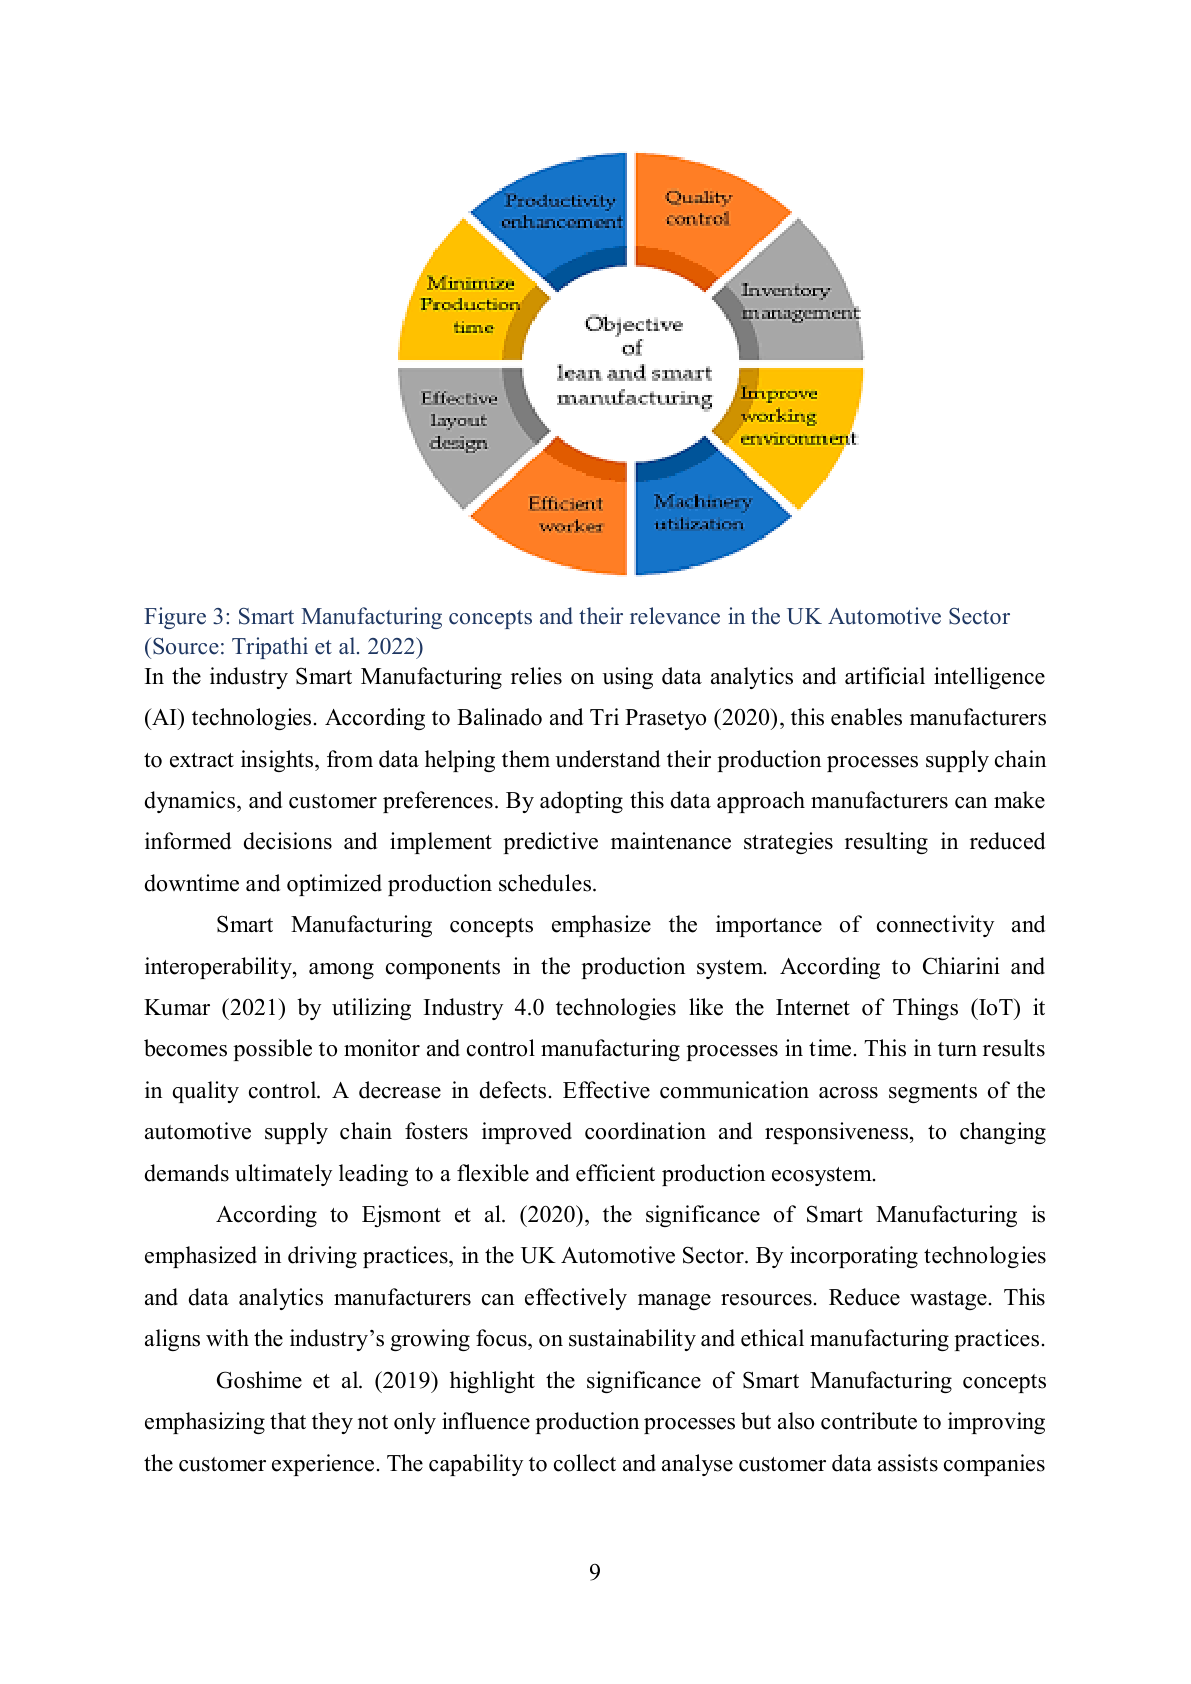 Productivity
enhancement
Quality
control
Inventory
management
Improve
working
environment
Machinery
utilization
Efficient
worker
Effective
layout
design
Minimize
Production
time
Objective
of
lean and smart
manufacturing
Figure 3: Smart Manufacturing concepts and their relevance in the UK Automotive Sector
(Source: Tripathi et al. 2022)
In the industry Smart Manufacturing relies on using data analytics and artificial intelligence
(AI) technologies. According to Balinado and Tri Prasetyo (2020), this enables manufacturers
to extract insights, from data helping them understand their production processes supply chain
dynamics, and customer preferences. By adopting this data approach manufacturers can make
informed decisions and implement predictive maintenance strategies resulting in reduced
downtime and optimized production schedules.
Smart Manufacturing concepts emphasize the importance of connectivity and
interoperability, among components in the production system. According to Chiarini and
Kumar (2021) by utilizing Industry 4.0 technologies like the Internet of Things (IoT) it
becomes possible to monitor and control manufacturing processes in time. This in turn results
in quality control. A decrease in defects. Effective communication across segments of the
automotive supply chain fosters improved coordination and responsiveness, to changing
demands ultimately leading to a flexible and efficient production ecosystem.
According to Ejsmont et al. (2020), the significance of Smart Manufacturing is
emphasized in driving practices, in the UK Automotive Sector. By incorporating technologies
and data analytics manufacturers can effectively manage resources. Reduce wastage. This
aligns with the industry’s growing focus, on sustainability and ethical manufacturing practices.
Goshime et al. (2019) highlight the significance of Smart Manufacturing concepts
emphasizing that they not only influence production processes but also contribute to improving
the customer experience. The capability to collect and analyse customer data assists companies
9